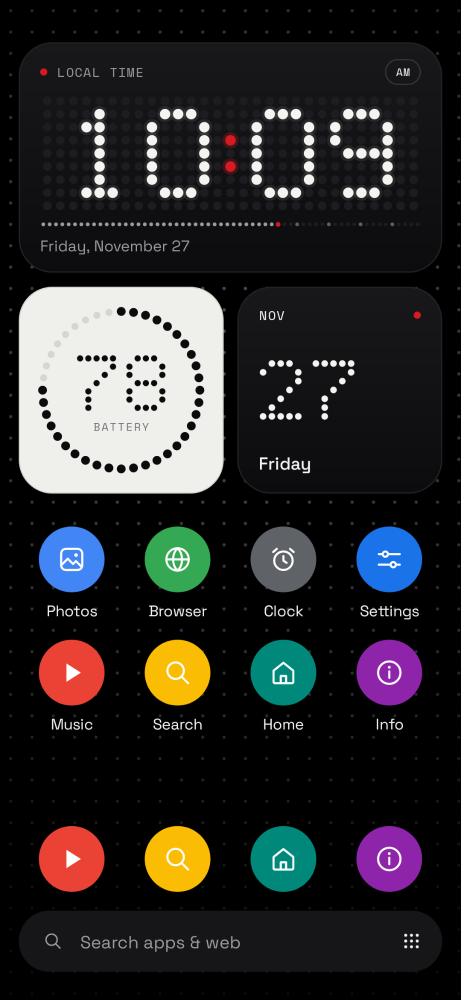 LOCAL TIME
AM
10:09
Friday, November 27
78
BATTERY
NOV
27
Friday
Photos
Browser
Clock
Settings
Music
Search
Home
Info
Search apps & web